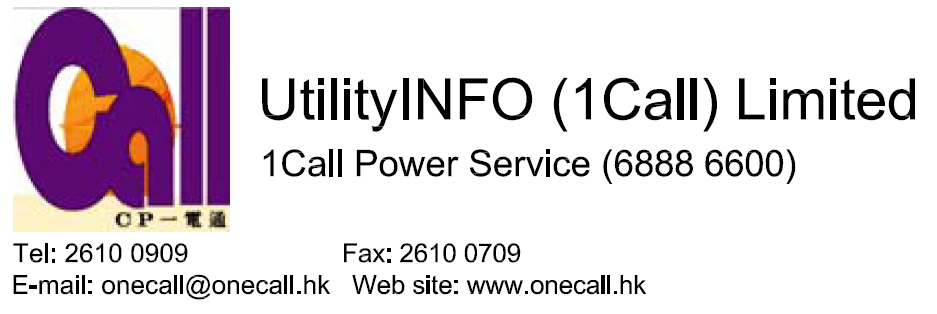 Call
CP一電通
UtilityINFO (1Call) Limited
1Call Power Service (6888 6600)
Tel: 2610 0909 Fax: 2610 0709
E-mail: onecall@onecall.hk Web site: www.onecall.hk